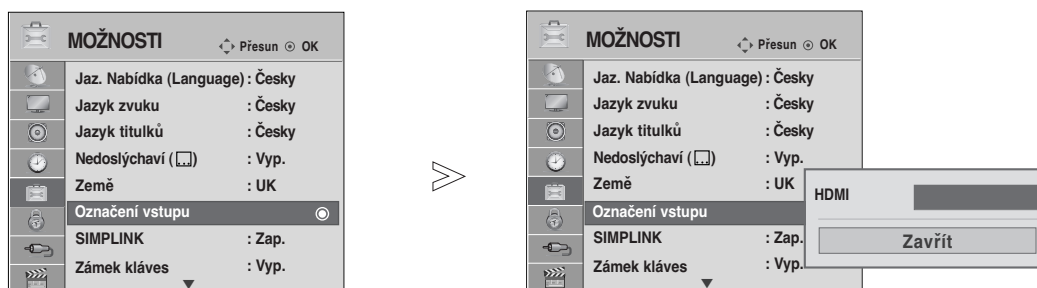 MOŽNOSTI
Přesun OK
Jaz. Nabídka (Language) : Česky
Jazyk zvuku : Česky
Jazyk titulků : Česky
Nedoslýchaví ( ) : Vyp.
Země : UK
Označení vstupu
SIMPLINK : Zap.
Zámek kláves : Vyp.
MOŽNOSTI
Přesun OK
Jaz. Nabídka (Language) : Česky
Jazyk zvuku : Česky
Jazyk titulků : Česky
Nedoslýchaví ( ) : Vyp.
Země : UK
Označení vstupu
SIMPLINK : Zap.
Zámek kláves : Vyp.
HDMI
Zavřít